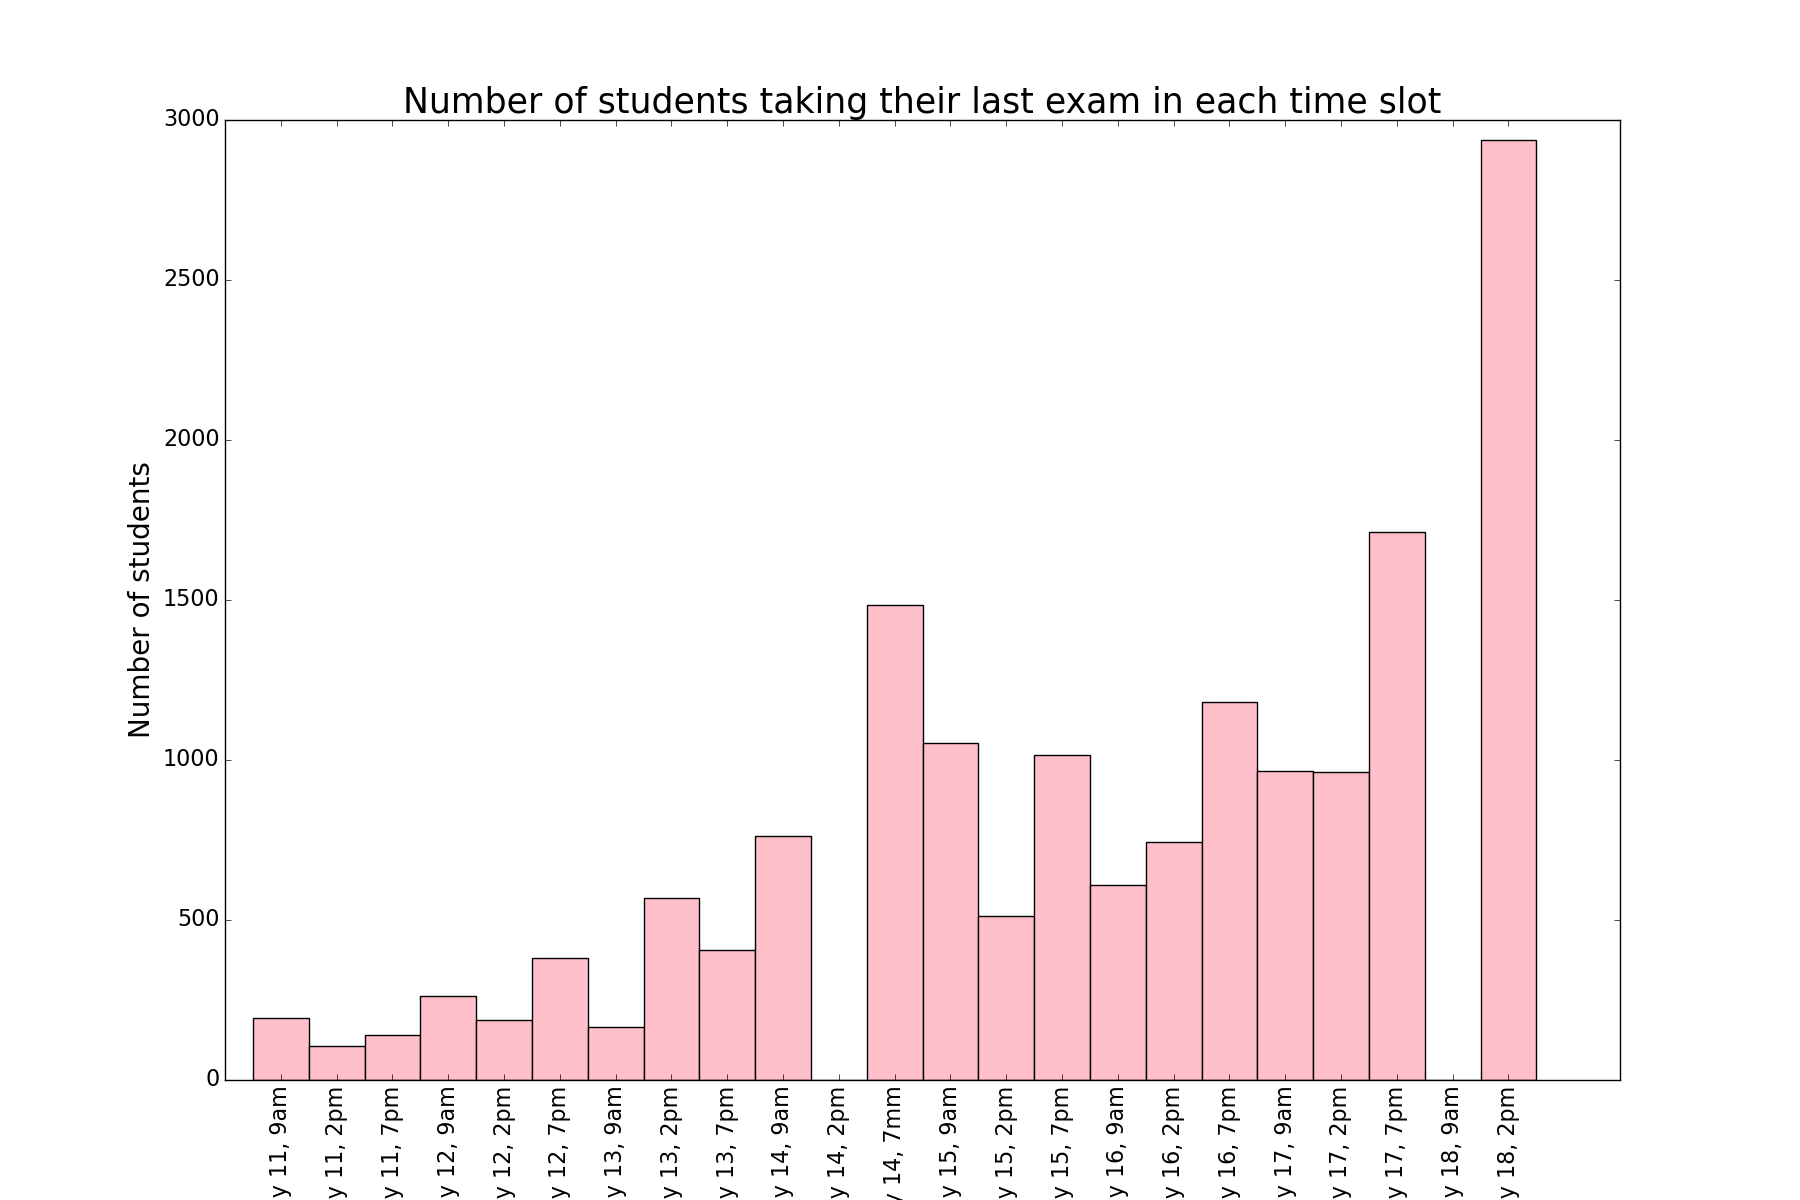 Number of students taking their last exam in each time slot
3000
2500
2000
1500
1000
500
0
Number of students
y 11, 9am
y 11, 2pm
y 11, 7pm
y 12, 9am
y 12, 2pm
y 12, 7pm
y 13, 9am
y 13, 2pm
y 13, 7pm
y 14, 9am
y 14, 2pm
y 14, 7mm
y 15, 9am
y 15, 2pm
y 15, 7pm
y 16, 9am
y 16, 2pm
y 16, 7pm
y 17, 9am
y 17, 2pm
y 17, 7pm
y 18, 9am
y 18, 2pm